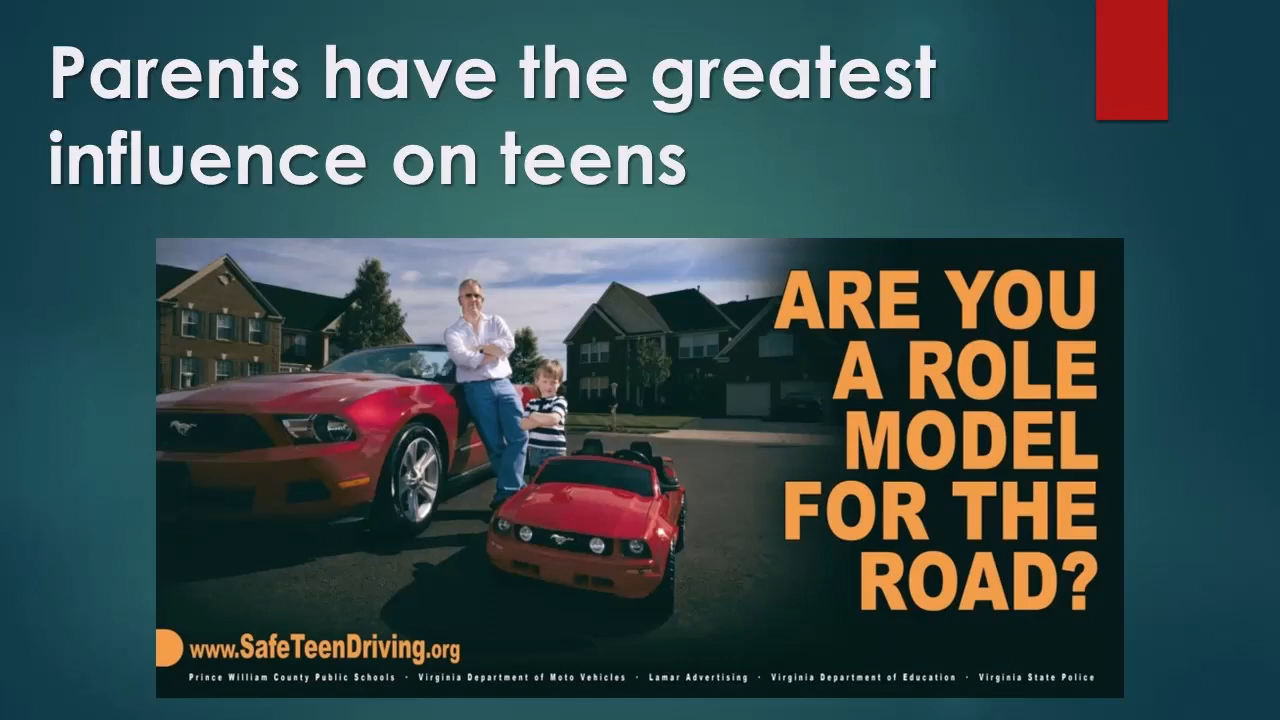 Parents have the greatest
influence on teens
ARE YOU
A ROLE
MODEL
FOR THE
ROAD?
www.SafeTeenDriving.org
Prince William County Public Schools · Virginia Department of Moto Vehicles · Lamar Advertising · Virginia Department of Education · Virginia State Police